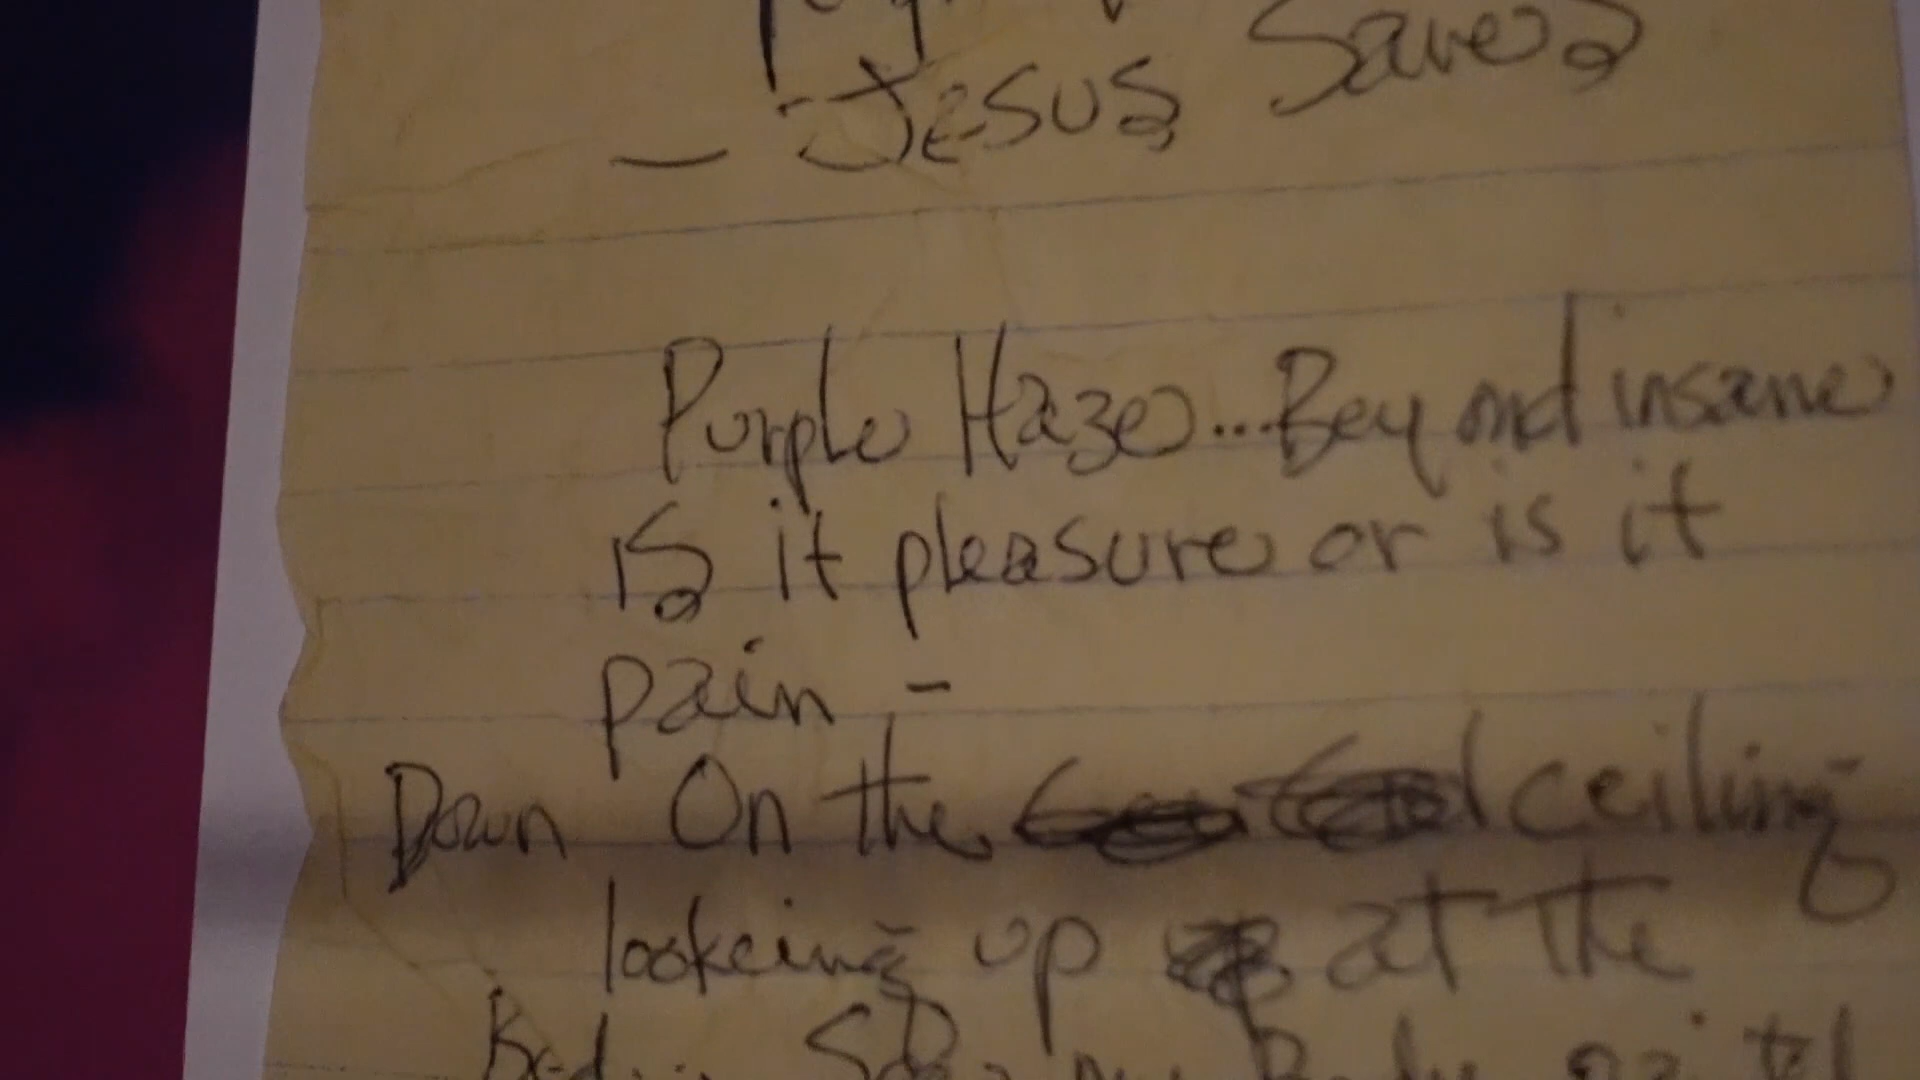 — Jesus Saves
Purple Haze...Beyond insane
is it pleasure or is it
pain -
Down On the ceiling
lookeing up at the